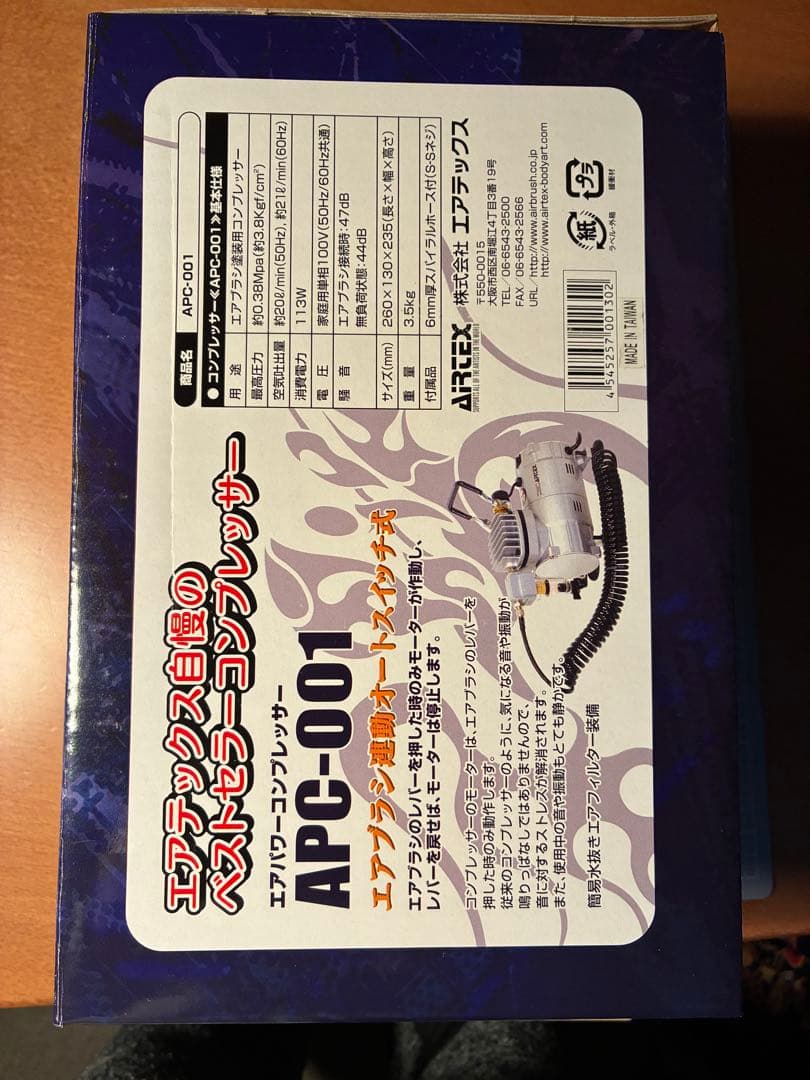 エアテックス自慢の
ベストセラーコンプレッサー
エアパワーコンプレッサー
APC-001
エアブラシ連動オートスイッチ式
エアブラシのレバーを押した時のみモーターが作動し、
レバーを戻せば、モーターは停止します。
コンプレッサーのモーターは、エアブラシのレバーを
押した時のみ動作します。
従来のコンプレッサーのように、気になる音や振動が
鳴りっぱなしではありませんので、
音に対するストレスが解消されます。
また、使用中の音や振動もとても静かです。
簡易水抜きエアフィルター装備
商品名 APC-001
●コンプレッサー≪APC-001≫基本仕様
用途 エアブラシ塗装用コンプレッサー
最高圧力 約0.38Mpa(約3.8Kgf/cm²)
空気吐出量 約20ℓ/min(50Hz), 約21ℓ/min(60Hz)
消費電力 113W
電圧 家庭用単相100V(50Hz/60Hz共通)
騒音 エアブラシ接続時:47dB
無負荷状態:44dB
サイズ(mm) 260×130×235(長さ×幅×高さ)
重量 3.5kg
付属品 6mm厚スパイラルホース付(S-Sネジ)
AIRTEX 株式会社 エアテックス
SUPPORTS ALL OF THE ARTISTS IN THE WORLD
〒550-0015
大阪市西区南堀江4丁目3番19号
TEL/06-6543-2500
FAX/06-6543-2566
URL/http://www.airbrush.co.jp
http://www.airtex-bodyart.com
紙
ラベル・外箱
プラ
緩衝材
4 545257 001302
MADE IN TAIWAN